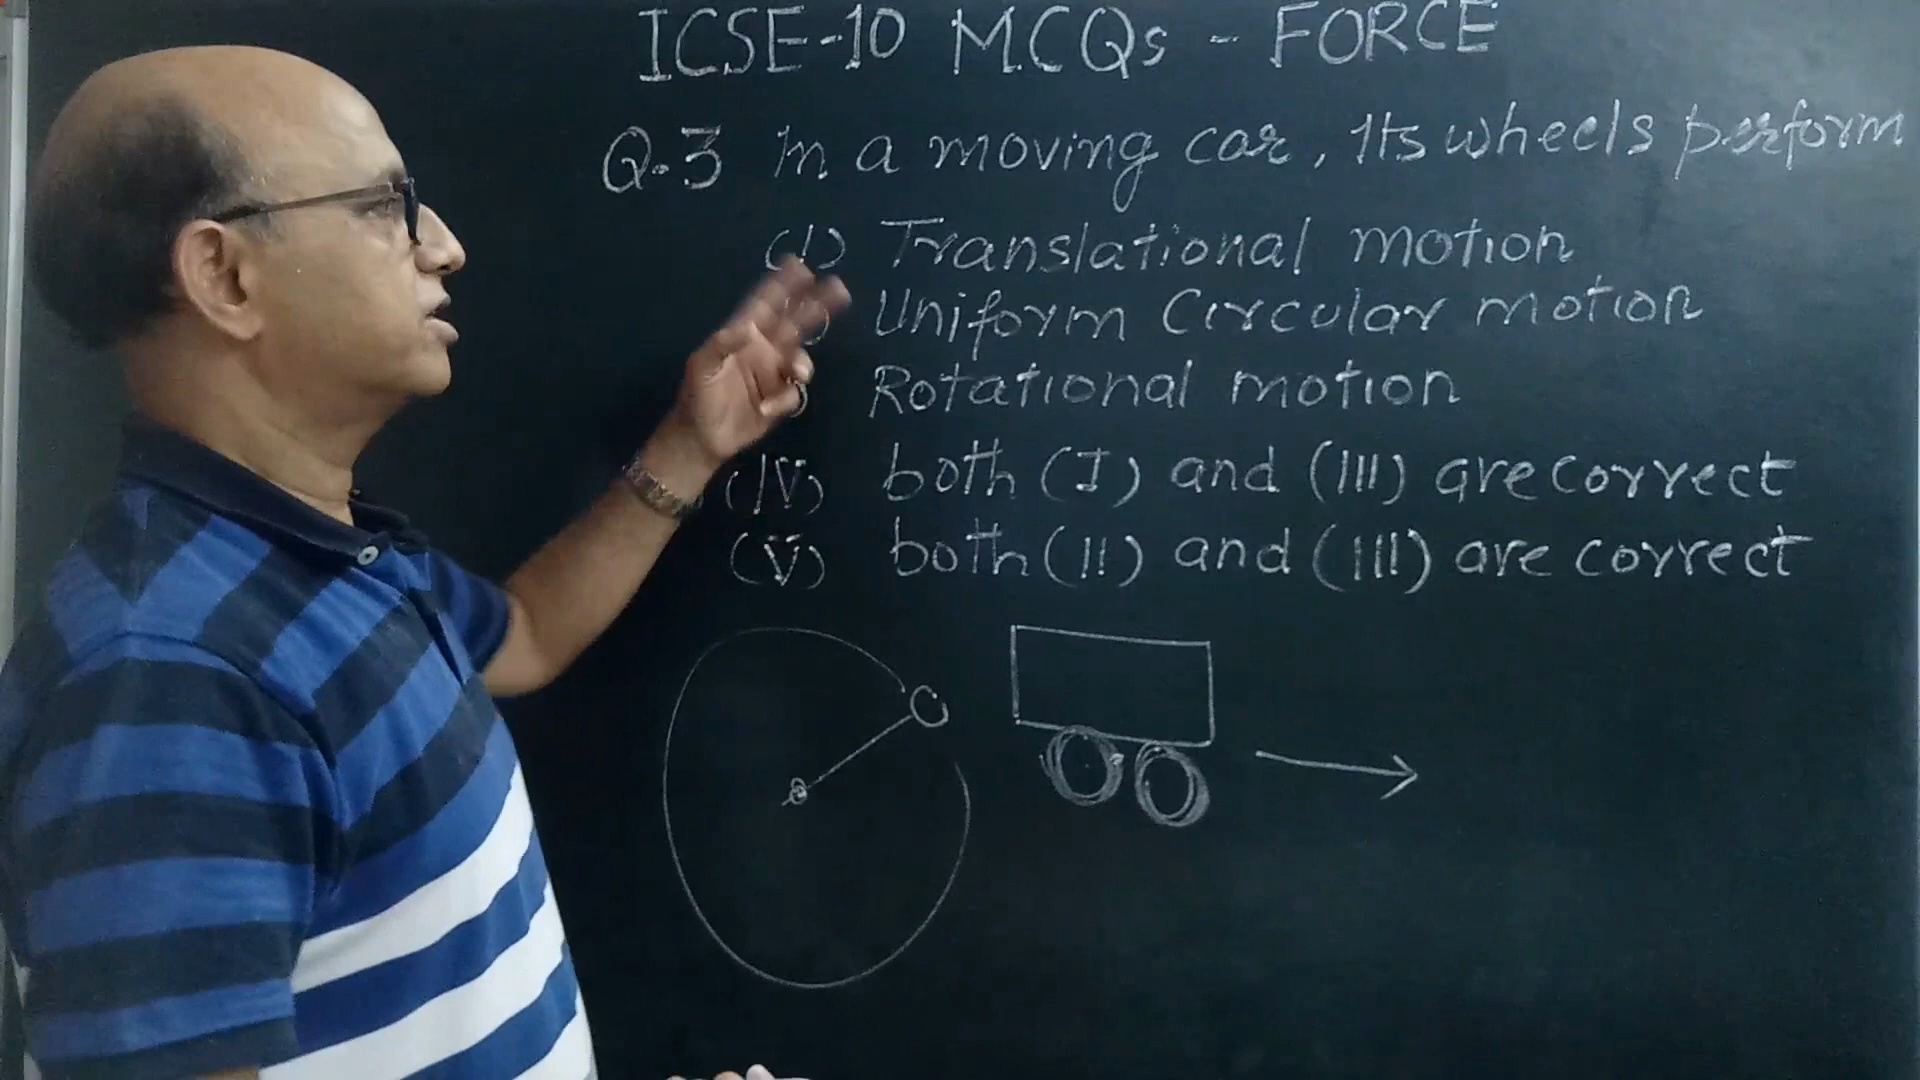 ICSE-10 MCQs - FORCE
Q.3 In a moving car, Its wheels perform
(I) Translational motion
Uniform Circular motion
Rotational motion
(IV) both (I) and (III) are correct
(V) both (II) and (III) are correct